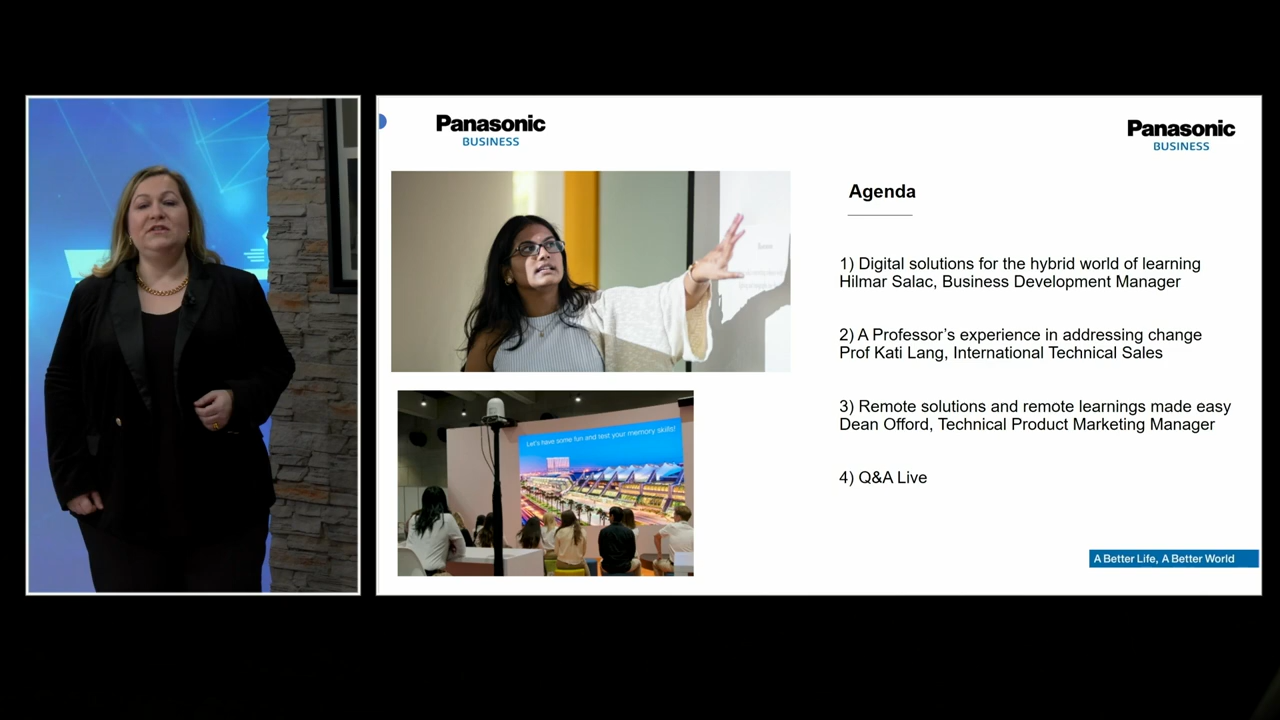 Panasonic
BUSINESS
Panasonic
BUSINESS
Agenda
1) Digital solutions for the hybrid world of learning
Hilmar Salac, Business Development Manager
2) A Professor’s experience in addressing change
Prof Kati Lang, International Technical Sales
3) Remote solutions and remote learnings made easy
Dean Offord, Technical Product Marketing Manager
4) Q&A Live
Let's have some fun and test your memory skills!
A Better Life, A Better World